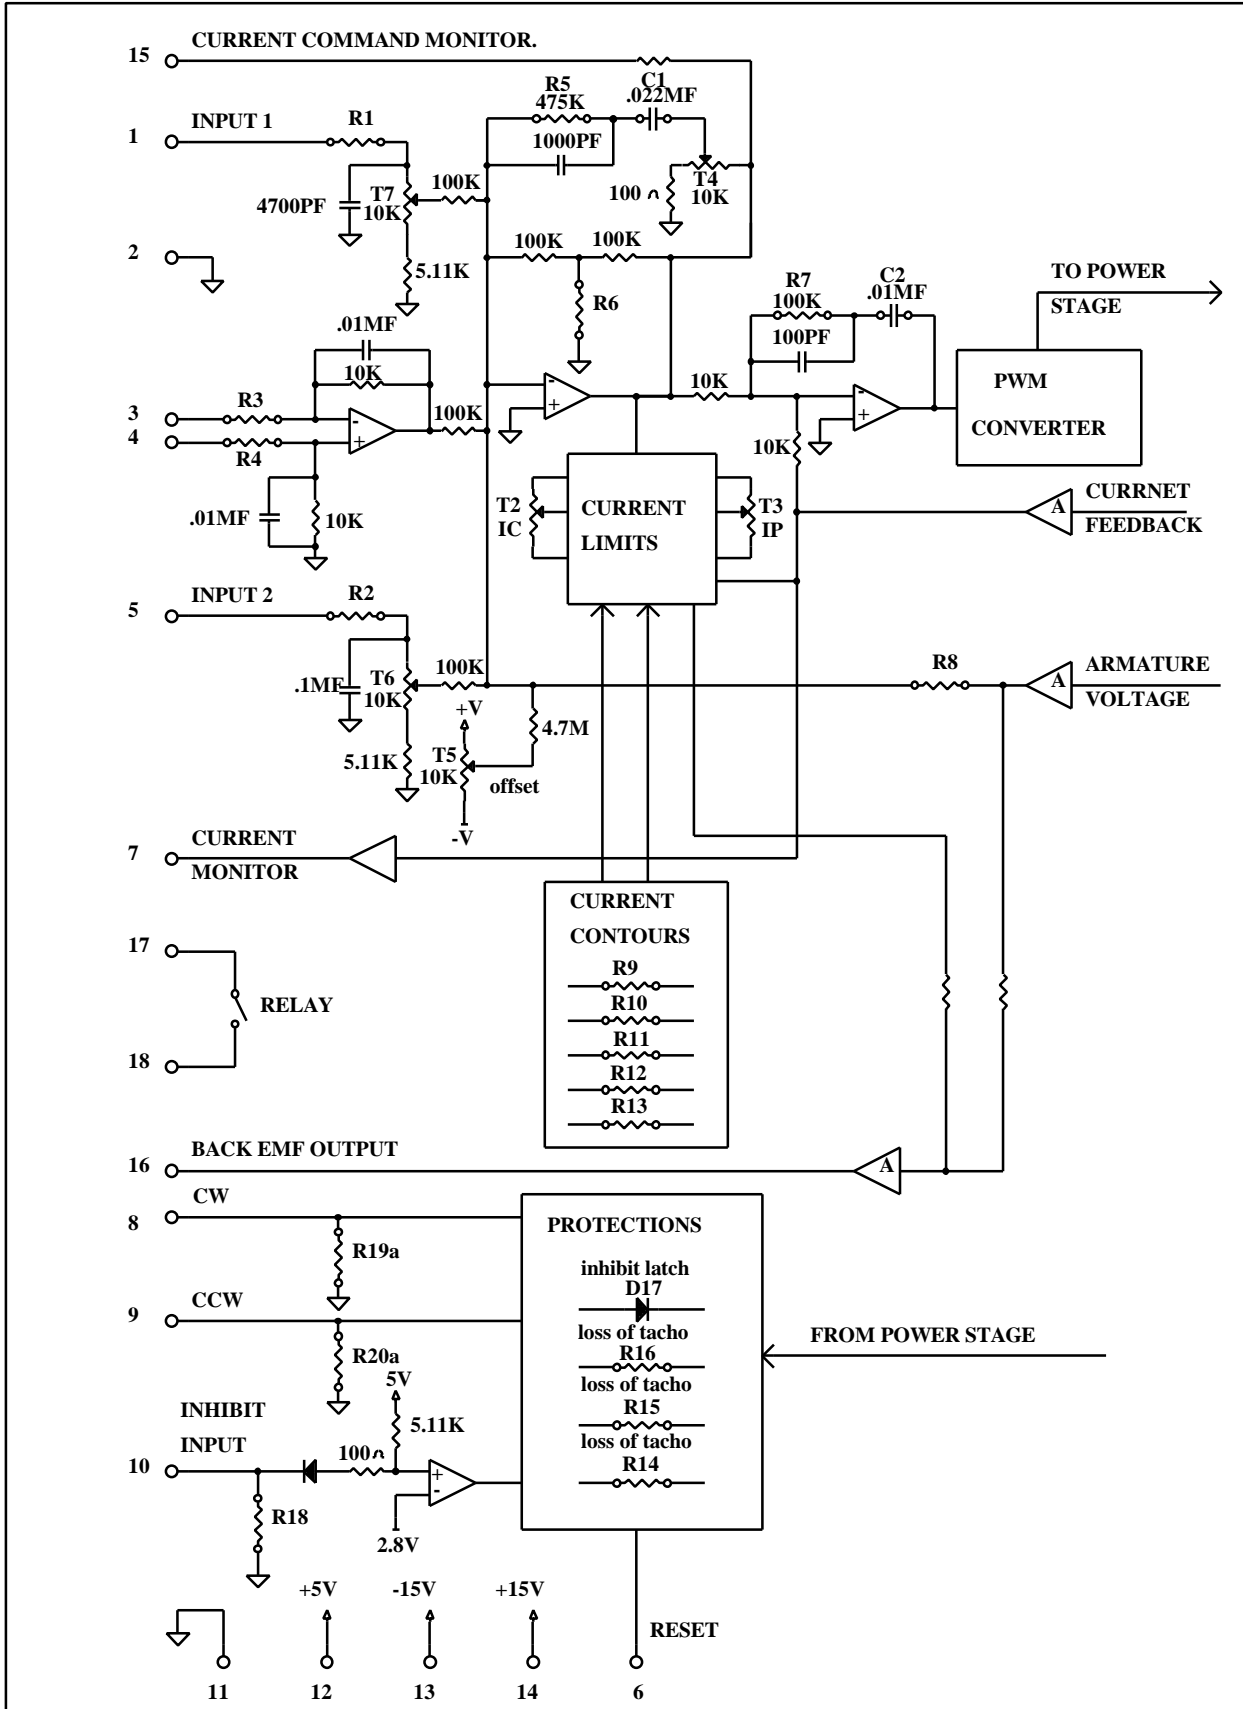 15 CURRENT COMMAND MONITOR.
R5
475K
C1
.022MF
1 INPUT 1 R1
1000PF
T7
10K
100K
4700PF
100
T4
10K
5.11K
2
100K 100K
R6
TO POWER
STAGE
R7
100K
C2
.01MF
100PF
.01MF
10K
3 R3
4 R4
100K
- +
- +
10K
- +
PWM
CONVERTER
10K
.01MF
10K
T2
IC
CURRENT
LIMITS
T3
IP
A
CURRNET
FEEDBACK
5 INPUT 2 R2
.1MF
T6
10K
100K
R8
A
ARMATURE
VOLTAGE
+V
4.7M
5.11K
T5
10K
offset
-V
7 CURRENT
MONITOR
CURRENT
CONTOURS
R9
R10
R11
R12
R13
17
RELAY
18
16 BACK EMF OUTPUT
A
8 CW
R19a
9 CCW
R20a
PROTECTIONS
inhibit latch
D17
loss of tacho
R16
loss of tacho
R15
loss of tacho
R14
FROM POWER STAGE
5V
5.11K
INHIBIT
INPUT
10
100
+ -
R18
2.8V
+5V -15V +15V
RESET
11 12 13 14 6